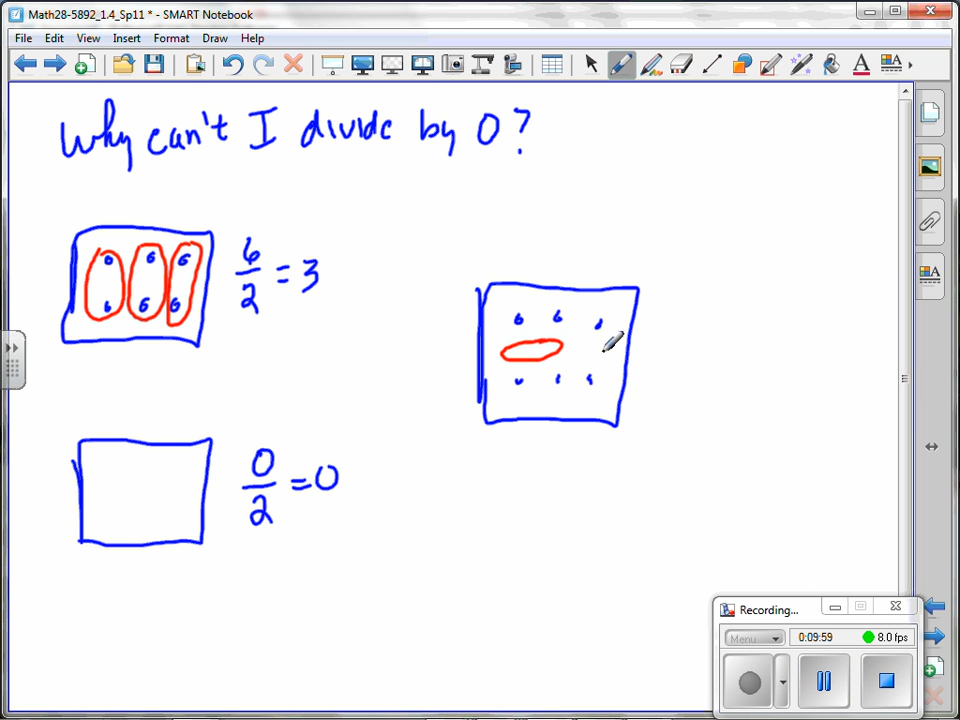 Math28-5892_1.4_Sp11 * - SMART Notebook
File Edit View Insert Format Draw Help
Why can't I divide by 0?
6/2 = 3
0/2 = 0
Recording...
Menu
0:09:59
8.0 fps